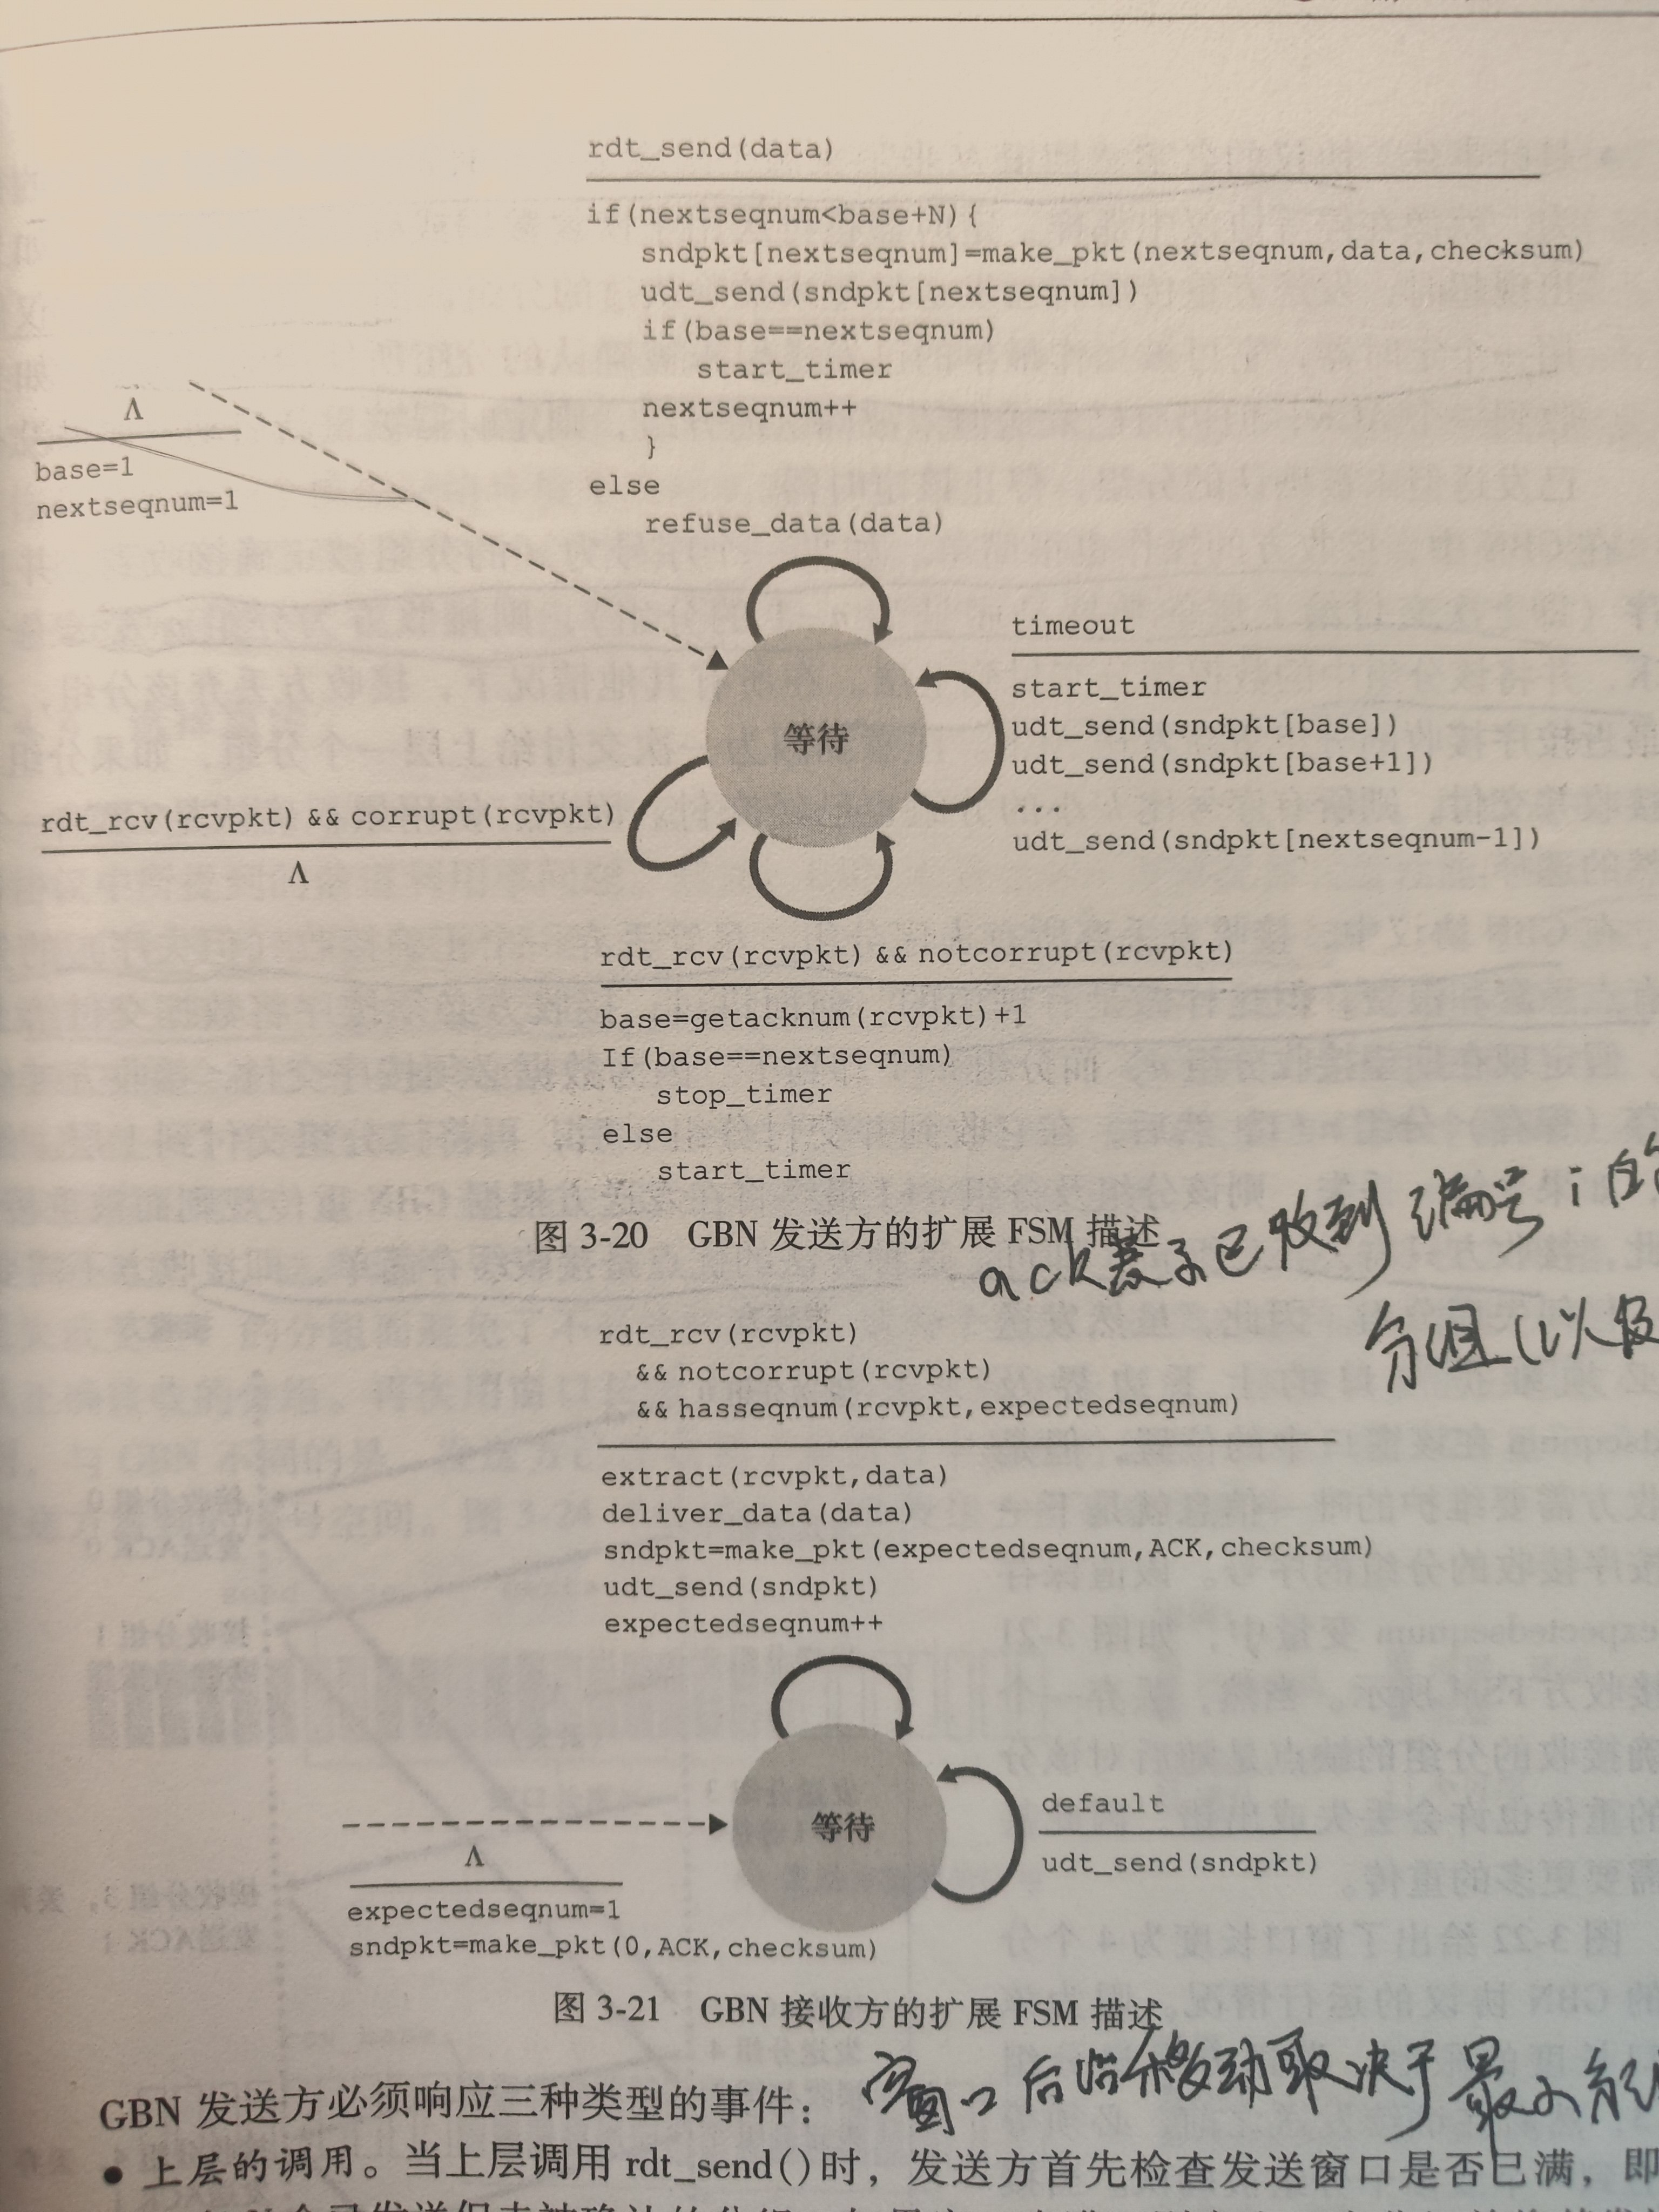 rdt_send(data)
if(nextseqnum<base+N){
sndpkt[nextseqnum]=make_pkt(nextseqnum,data,checksum)
udt_send(sndpkt[nextseqnum])
if(base==nextseqnum)
start_timer
nextseqnum++
}
else
refuse_data(data)
Λ
base=1
nextseqnum=1
timeout
start_timer
udt_send(sndpkt[base])
udt_send(sndpkt[base+1])
...
udt_send(sndpkt[nextseqnum-1])
等待
rdt_rcv(rcvpkt) && corrupt(rcvpkt)
Λ
rdt_rcv(rcvpkt) && notcorrupt(rcvpkt)
base=getacknum(rcvpkt)+1
If(base==nextseqnum)
stop_timer
else
start_timer
图 3-20 GBN 发送方的扩展 FSM 描述
ack表示已收到编号i的
分组(以及
rdt_rcv(rcvpkt)
&& notcorrupt(rcvpkt)
&& hasseqnum(rcvpkt,expectedseqnum)
extract(rcvpkt,data)
deliver_data(data)
sndpkt=make_pkt(expectedseqnum,ACK,checksum)
udt_send(sndpkt)
expectedseqnum++
等待
default
udt_send(sndpkt)
Λ
expectedseqnum=1
sndpkt=make_pkt(0,ACK,checksum)
图 3-21 GBN 接收方的扩展 FSM 描述
窗口后沿移动取决于最小
GBN 发送方必须响应三种类型的事件：
● 上层的调用。当上层调用 rdt_send()时，发送方首先检查发送窗口是否已满，即